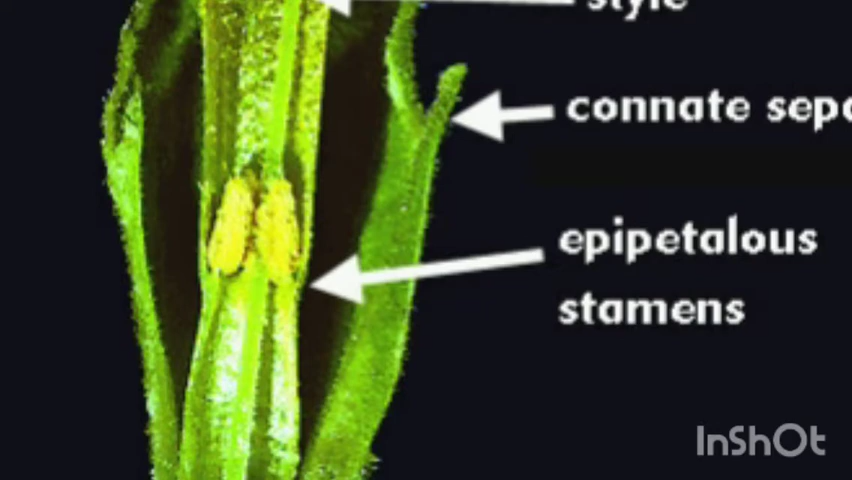 style
connate sepa
epipetalous
stamens
InShOt